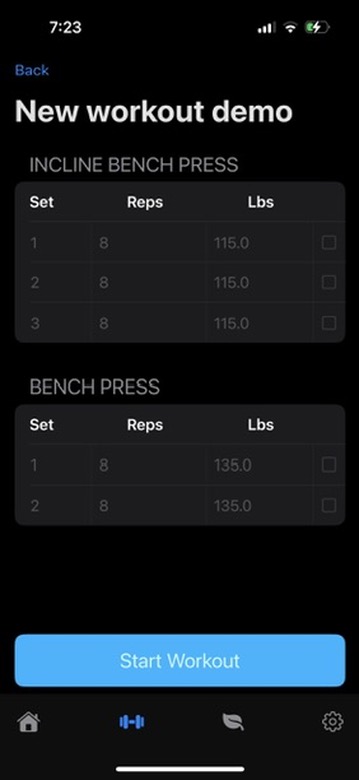 7:23
Back
New workout demo
INCLINE BENCH PRESS
Set Reps Lbs
1 8 115.0
2 8 115.0
3 8 115.0
BENCH PRESS
Set Reps Lbs
1 8 135.0
2 8 135.0
Start Workout